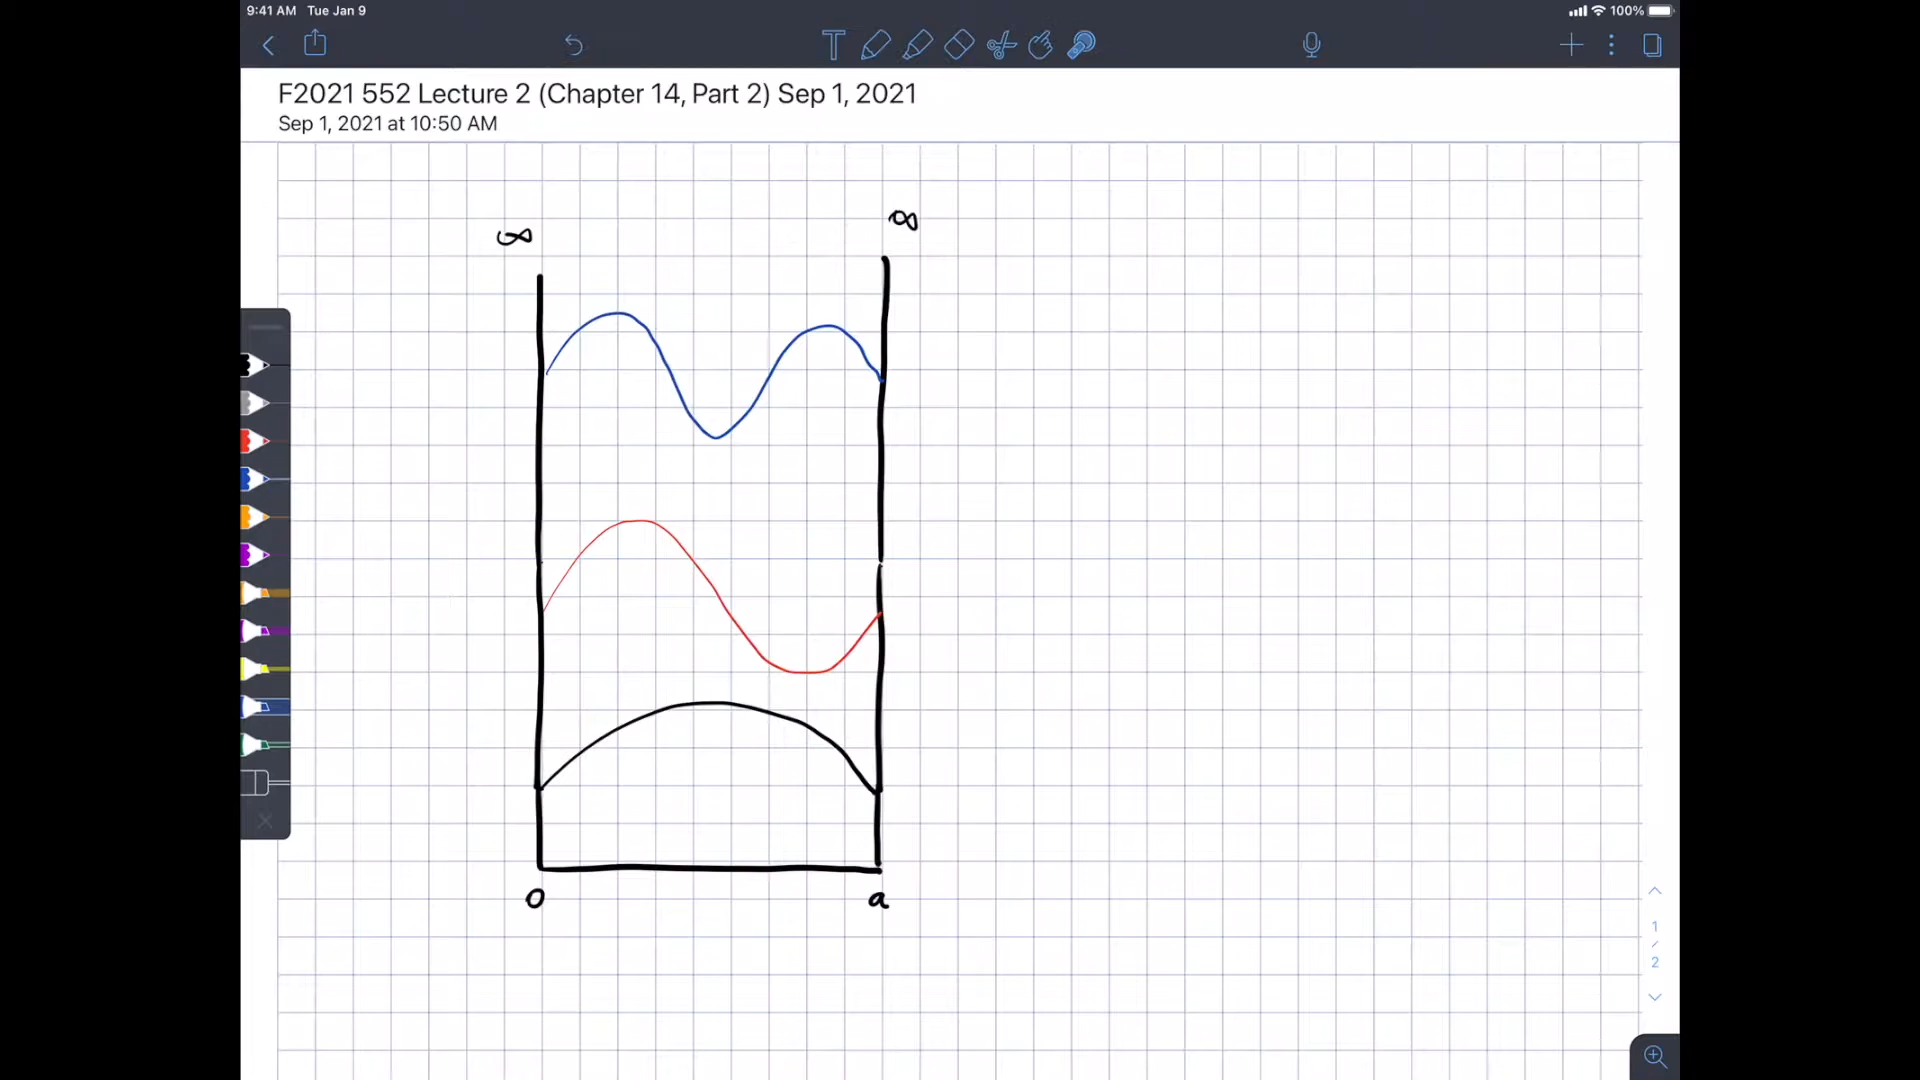 9:41 AM Tue Jan 9
100%
F2021 552 Lecture 2 (Chapter 14, Part 2) Sep 1, 2021
Sep 1, 2021 at 10:50 AM
∞ ∞
0 a
1
/
2